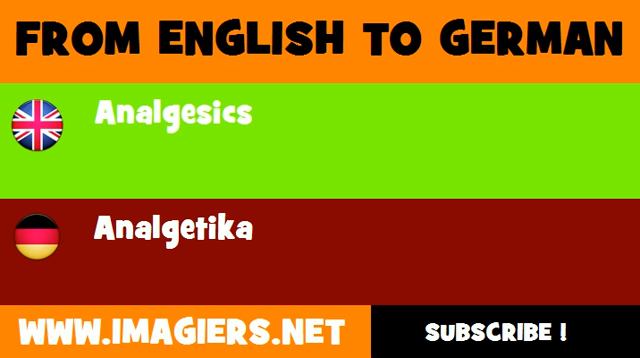 FROM ENGLISH TO GERMAN
Analgesics
Analgetika
WWW.IMAGIERS.NET
SUBSCRIBE !